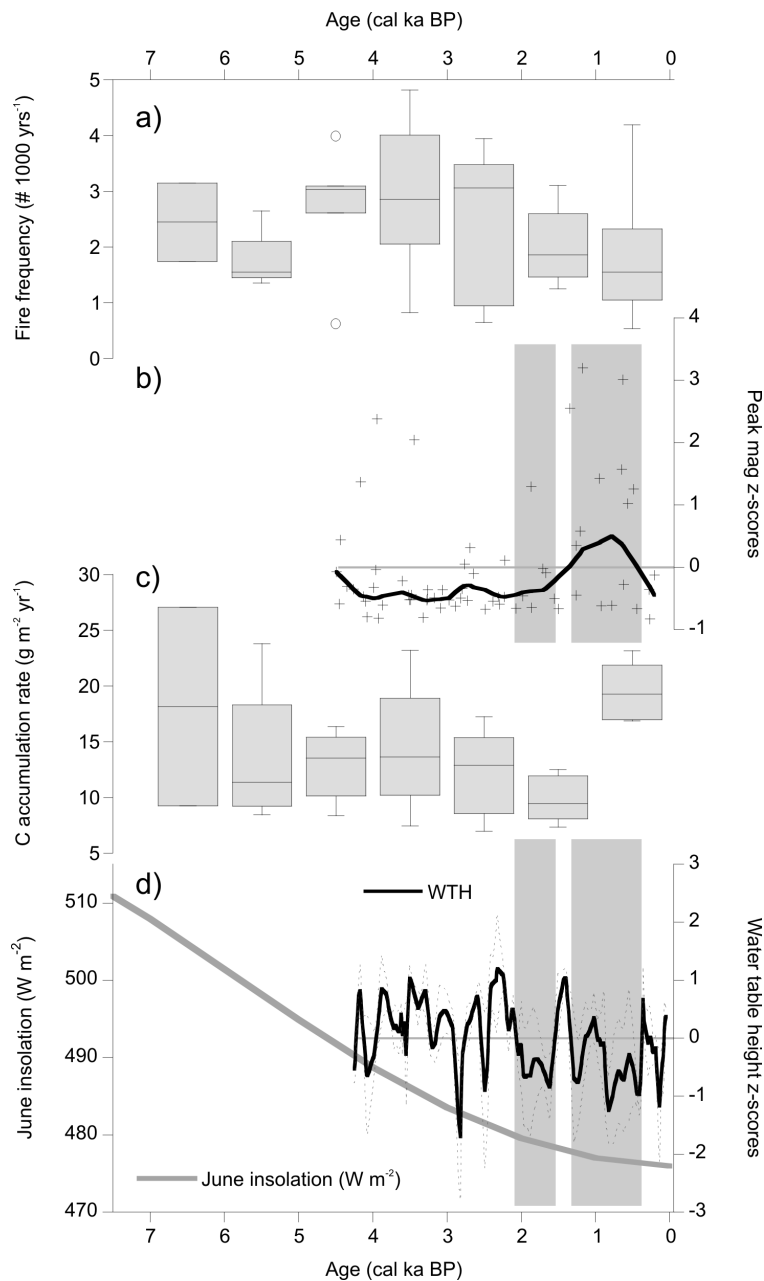 Age (cal ka BP)
7 6 5 4 3 2 1 0
a)
Fire frequency (# 1000 yrs⁻¹)
5
4
3
2
1
0
b)
Peak mag z-scores
4
3
2
1
0
-1
c)
C accumulation rate (g m⁻² yr⁻¹)
30
25
20
15
10
5
d)
WTH
June insolation (W m⁻²)
510
500
490
480
470
Water table height z-scores
3
2
1
0
-1
-2
-3
June insolation (W m⁻²)
7 6 5 4 3 2 1 0
Age (cal ka BP)